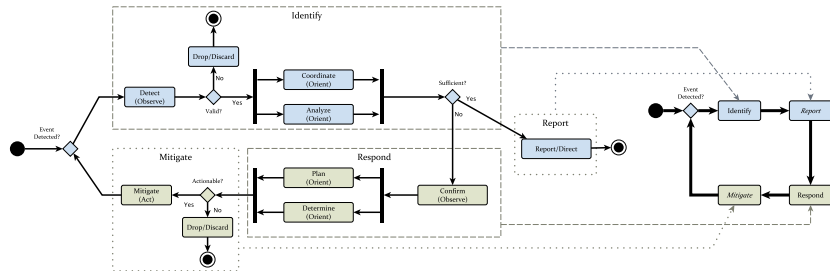 Identify
Drop/Discard
No
Coordinate
(Orient)
Sufficient?
Detect
(Observe)
Yes
Yes
Valid?
Analyze
(Orient)
No
Event
Detected?
Report
Report/Direct
Mitigate
Respond
Plan
(Orient)
Actionable?
Mitigate
(Act)
Confirm
(Observe)
Yes
No
Determine
(Orient)
Drop/Discard
Event
Detected?
Identify
Report
Mitigate
Respond